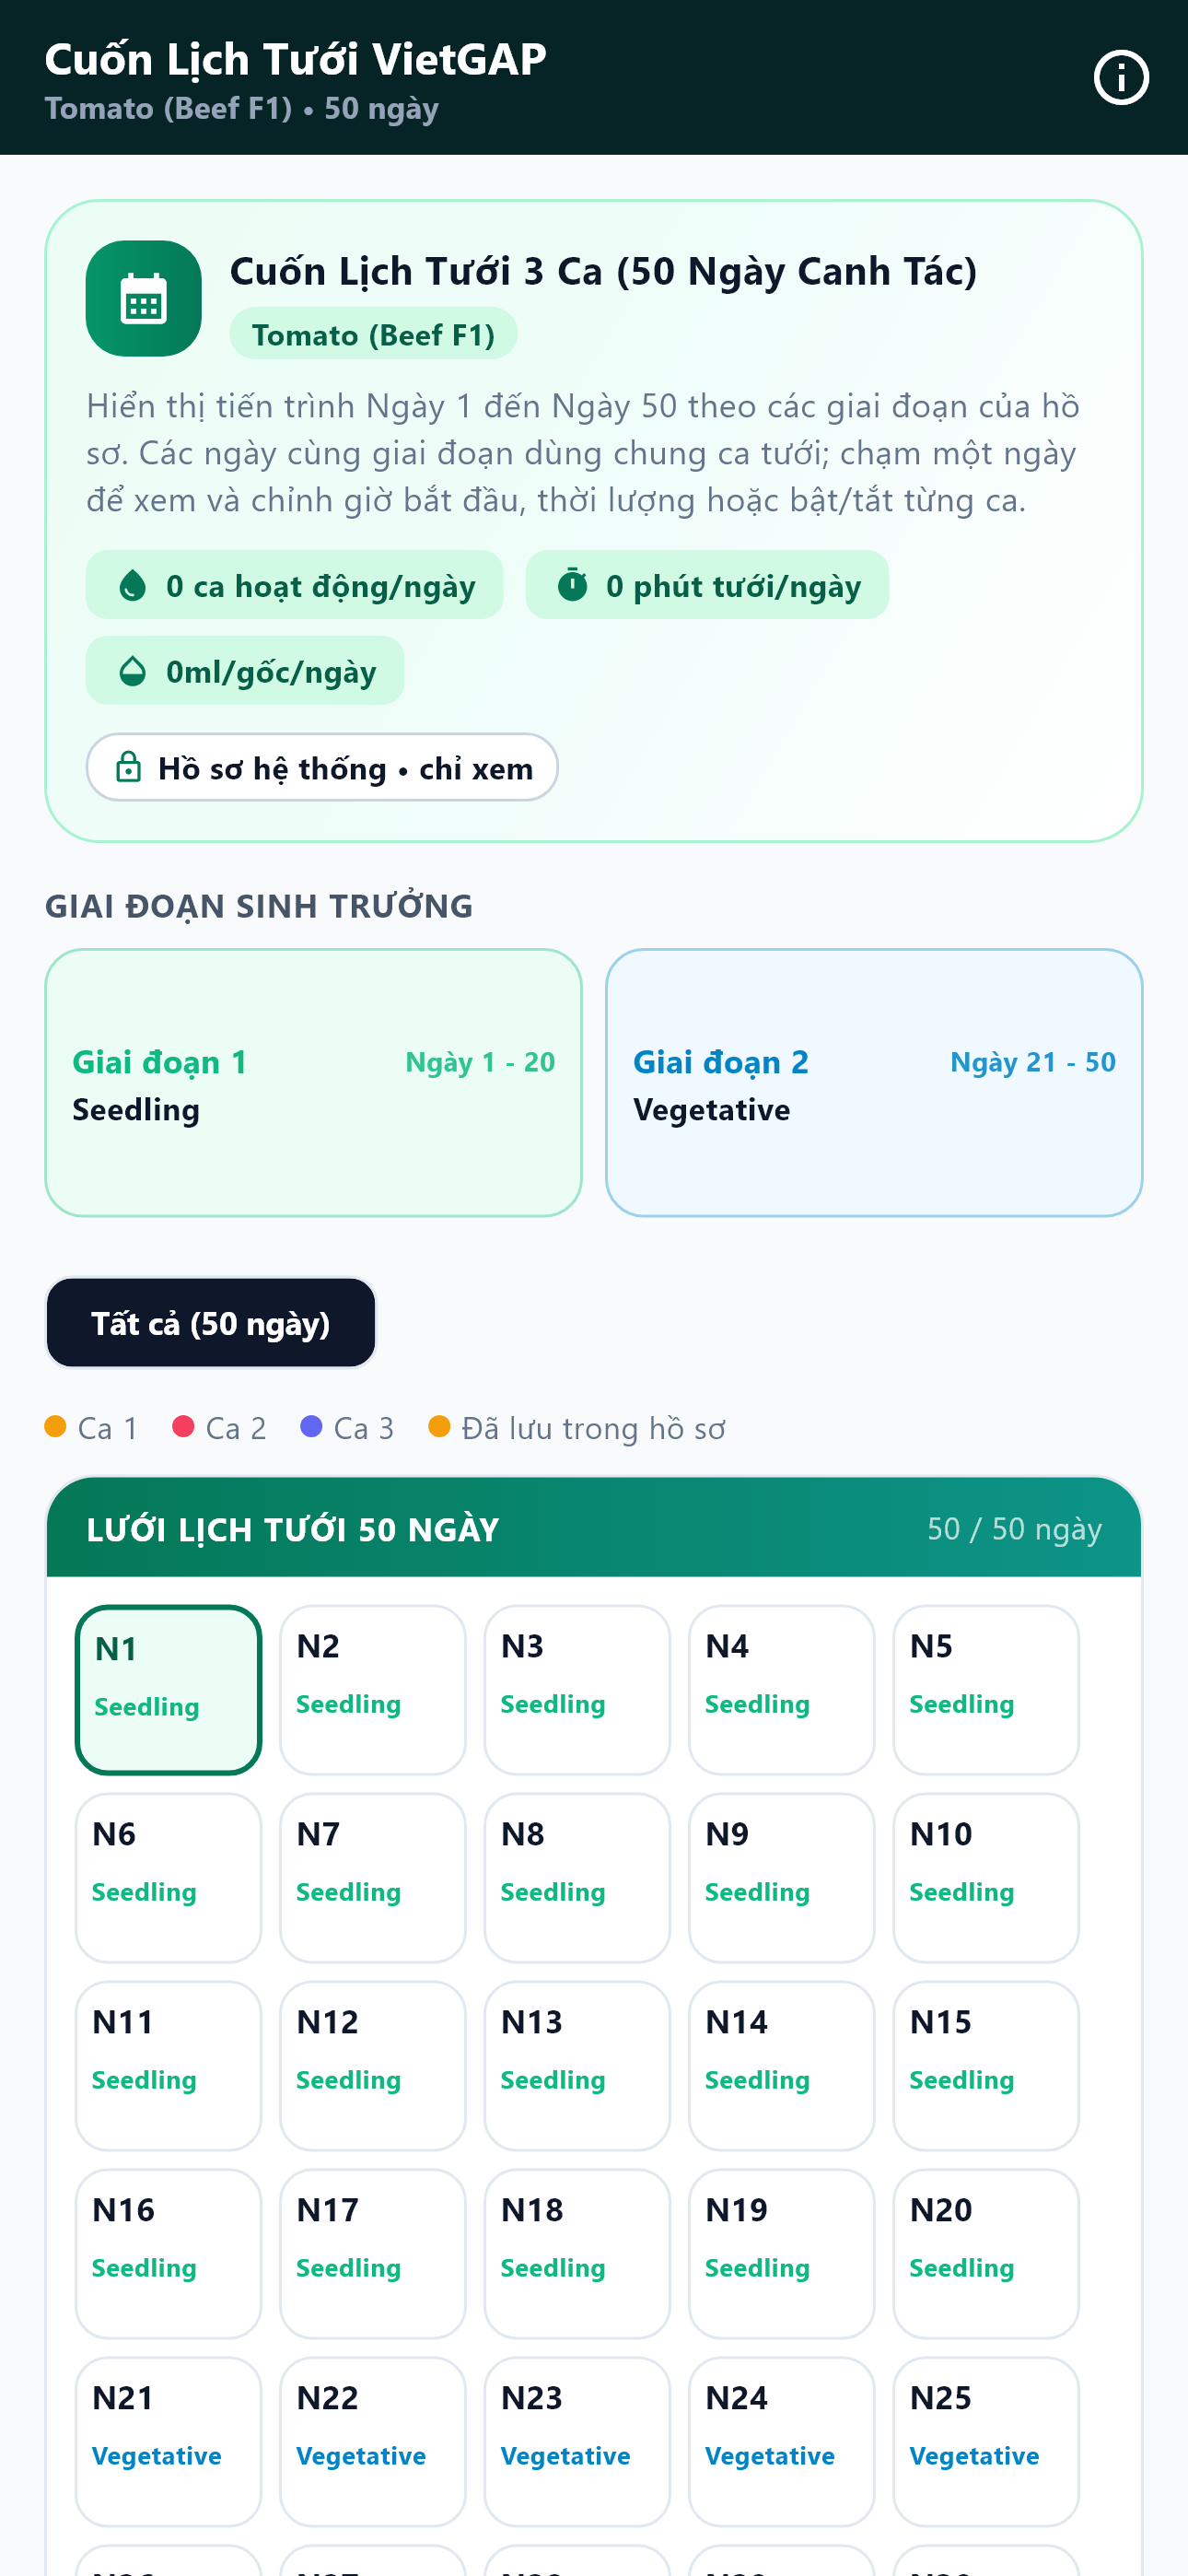 Cuốn Lịch Tưới VietGAP
Tomato (Beef F1) • 50 ngày
Cuốn Lịch Tưới 3 Ca (50 Ngày Canh Tác)
Tomato (Beef F1)
Hiển thị tiến trình Ngày 1 đến Ngày 50 theo các giai đoạn của hồ
sơ. Các ngày cùng giai đoạn dùng chung ca tưới; chạm một ngày
để xem và chỉnh giờ bắt đầu, thời lượng hoặc bật/tắt từng ca.
0 ca hoạt động/ngày 0 phút tưới/ngày
0ml/gốc/ngày
Hồ sơ hệ thống • chỉ xem
GIAI ĐOẠN SINH TRƯỞNG
Giai đoạn 1 Ngày 1 - 20
Seedling
Giai đoạn 2 Ngày 21 - 50
Vegetative
Tất cả (50 ngày)
Ca 1 Ca 2 Ca 3 Đã lưu trong hồ sơ
LƯỚI LỊCH TƯỚI 50 NGÀY 50 / 50 ngày
N1 N2 N3 N4 N5
Seedling Seedling Seedling Seedling Seedling
N6 N7 N8 N9 N10
Seedling Seedling Seedling Seedling Seedling
N11 N12 N13 N14 N15
Seedling Seedling Seedling Seedling Seedling
N16 N17 N18 N19 N20
Seedling Seedling Seedling Seedling Seedling
N21 N22 N23 N24 N25
Vegetative Vegetative Vegetative Vegetative Vegetative